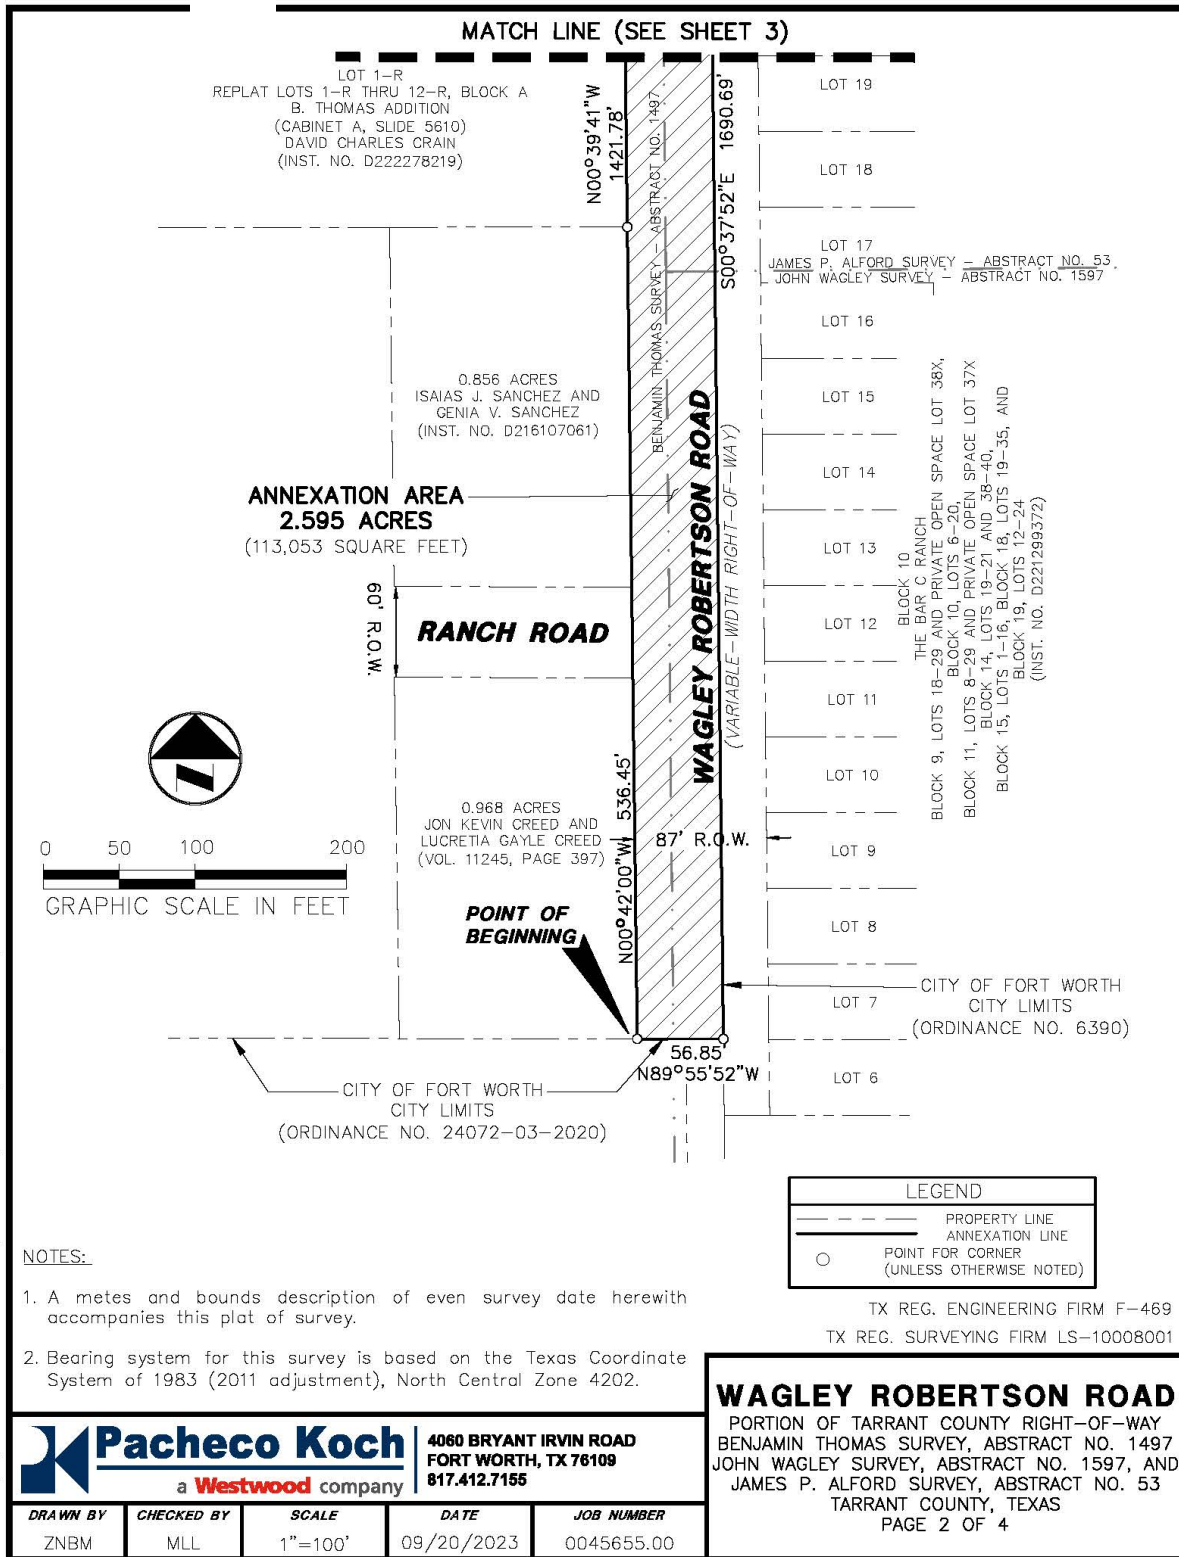 MATCH LINE (SEE SHEET 3)
LOT 1-R
REPLAT LOTS 1-R THRU 12-R, BLOCK A
B. THOMAS ADDITION
(CABINET A, SLIDE 5610)
DAVID CHARLES CRAIN
(INST. NO. D222278219)
N00°39'41"W
1421.78'
BENJAMIN THOMAS SURVEY - ABSTRACT NO. 1497
S00°37'52"E 1690.69'
LOT 19
LOT 18
LOT 17
JAMES P. ALFORD SURVEY - ABSTRACT NO. 53
JOHN WAGLEY SURVEY - ABSTRACT NO. 1597
LOT 16
LOT 15
LOT 14
LOT 13
LOT 12
LOT 11
LOT 10
LOT 9
LOT 8
LOT 7
LOT 6
0.856 ACRES
ISAIAS J. SANCHEZ AND
GENIA V. SANCHEZ
(INST. NO. D216107061)
ANNEXATION AREA
2.595 ACRES
(113,053 SQUARE FEET)
WAGLEY ROBERTSON ROAD
(VARIABLE-WIDTH RIGHT-OF-WAY)
BLOCK 10
THE BAR C RANCH
BLOCK 9, LOTS 18-29 AND PRIVATE OPEN SPACE LOT 38X,
BLOCK 10, LOTS 6-20,
BLOCK 11, LOTS 8-29 AND PRIVATE OPEN SPACE LOT 37X
BLOCK 14, LOTS 19-21 AND 38-40,
BLOCK 15, LOTS 1-16, BLOCK 18, LOTS 19-35, AND
BLOCK 19, LOTS 12-24
(INST. NO. D221299372)
60' R.O.W.
RANCH ROAD
N00°42'00"W 536.45'
0.968 ACRES
JON KEVIN CREED AND
LUCRETIA GAYLE CREED
(VOL. 11245, PAGE 397)
87' R.O.W.
0 50 100 200
GRAPHIC SCALE IN FEET
POINT OF
BEGINNING
CITY OF FORT WORTH
CITY LIMITS
(ORDINANCE NO. 6390)
56.85'
N89°55'52"W
CITY OF FORT WORTH
CITY LIMITS
(ORDINANCE NO. 24072-03-2020)
LEGEND
PROPERTY LINE
ANNEXATION LINE
POINT FOR CORNER
(UNLESS OTHERWISE NOTED)
NOTES:
1. A metes and bounds description of even survey date herewith
accompanies this plat of survey.
2. Bearing system for this survey is based on the Texas Coordinate
System of 1983 (2011 adjustment), North Central Zone 4202.
TX REG. ENGINEERING FIRM F-469
TX REG. SURVEYING FIRM LS-10008001
Pacheco Koch
a Westwood company
4060 BRYANT IRVIN ROAD
FORT WORTH, TX 76109
817.412.7155
DRAWN BY CHECKED BY SCALE DATE JOB NUMBER
ZNBM MLL 1"=100' 09/20/2023 0045655.00
WAGLEY ROBERTSON ROAD
PORTION OF TARRANT COUNTY RIGHT-OF-WAY
BENJAMIN THOMAS SURVEY, ABSTRACT NO. 1497
JOHN WAGLEY SURVEY, ABSTRACT NO. 1597, AND
JAMES P. ALFORD SURVEY, ABSTRACT NO. 53
TARRANT COUNTY, TEXAS
PAGE 2 OF 4